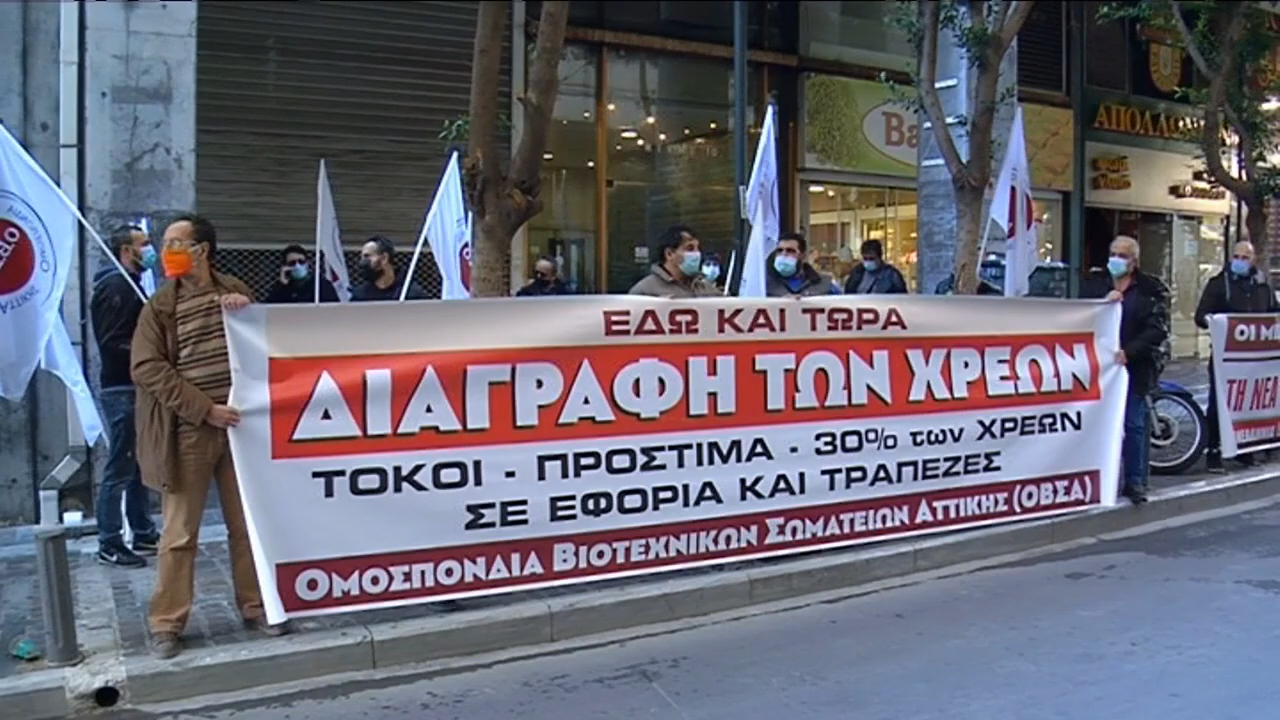 ΕΔΩ ΚΑΙ ΤΩΡΑ
ΔΙΑΓΡΑΦΗ ΤΩΝ ΧΡΕΩΝ
ΤΟΚΟΙ - ΠΡΟΣΤΙΜΑ - 30% των ΧΡΕΩΝ
ΣΕ ΕΦΟΡΙΑ ΚΑΙ ΤΡΑΠΕΖΕΣ
ΟΜΟΣΠΟΝΔΙΑ ΒΙΟΤΕΧΝΙΚΩΝ ΣΩΜΑΤΕΙΩΝ ΑΤΤΙΚΗΣ (ΟΒΣΑ)
ΟΙ
ΤΗ ΝΕΑ
Ba